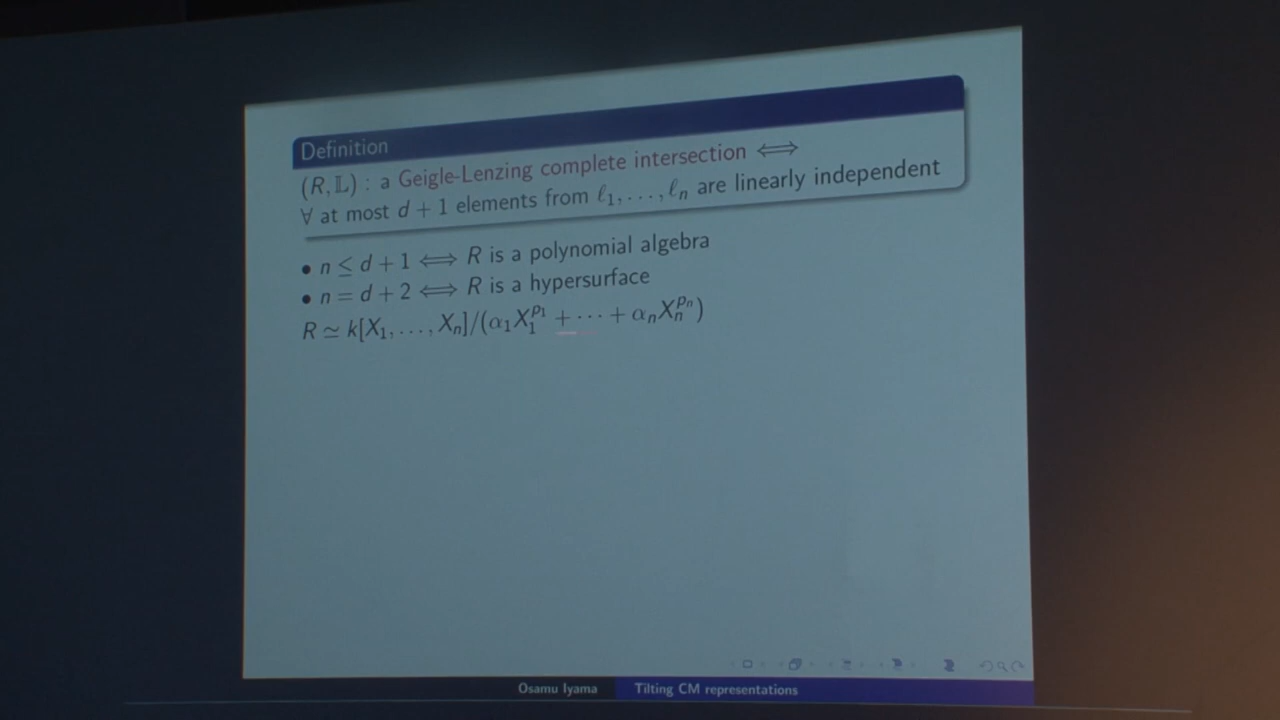 Definition
(R, 𝕃) : a Geigle-Lenzing complete intersection ⟺
∀ at most d + 1 elements from ℓ₁, . . . , ℓₙ are linearly independent
• n ≤ d + 1 ⟺ R is a polynomial algebra
• n = d + 2 ⟺ R is a hypersurface
R ≃ k[X₁, . . . , Xₙ]/(α₁X₁^{p₁} + · · · + αₙXₙ^{pₙ})
Osamu Iyama Tilting CM representations